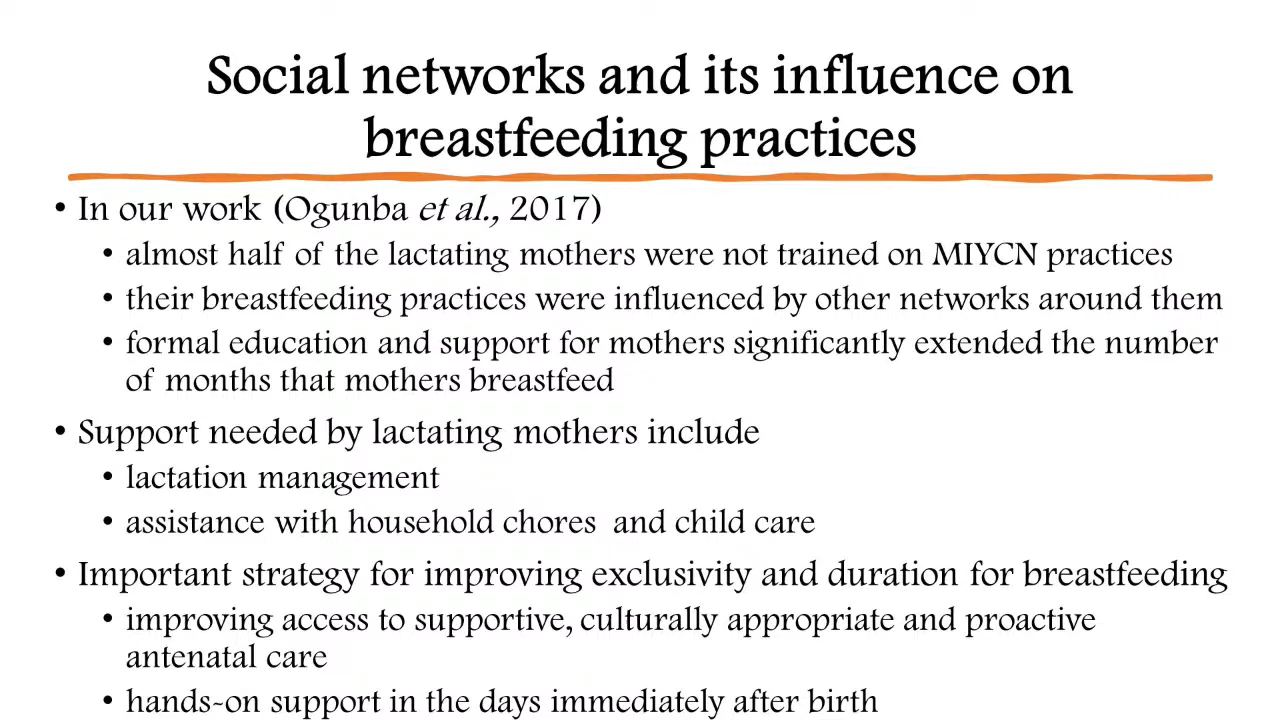 Social networks and its influence on
breastfeeding practices
• In our work (Ogunba et al., 2017)
• almost half of the lactating mothers were not trained on MIYCN practices
• their breastfeeding practices were influenced by other networks around them
• formal education and support for mothers significantly extended the number
of months that mothers breastfeed
• Support needed by lactating mothers include
• lactation management
• assistance with household chores and child care
• Important strategy for improving exclusivity and duration for breastfeeding
• improving access to supportive, culturally appropriate and proactive
antenatal care
• hands-on support in the days immediately after birth